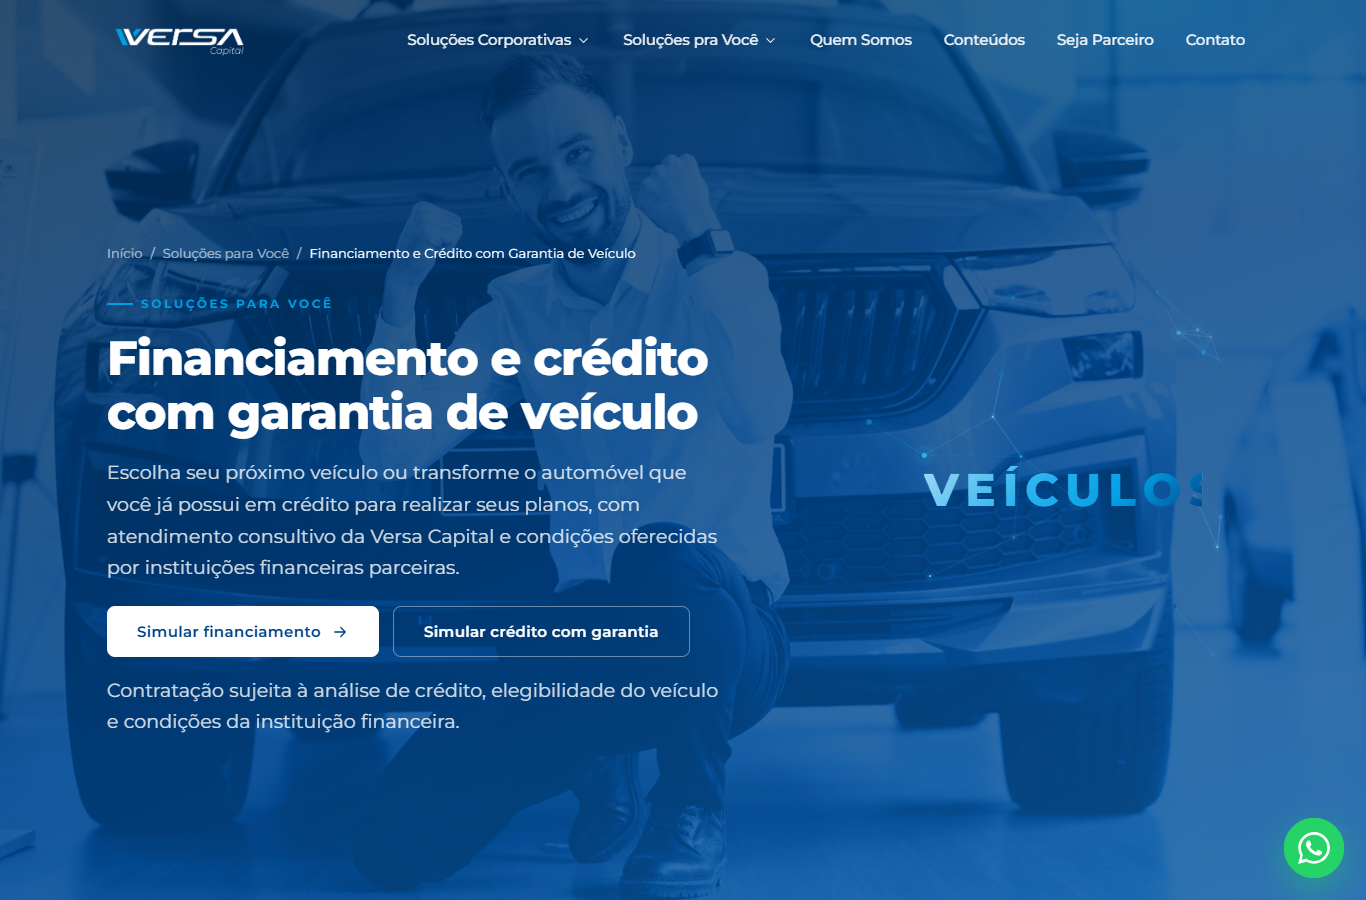 VERSA
Capital
Soluções Corporativas
Soluções pra Você
Quem Somos
Conteúdos
Seja Parceiro
Contato
Início / Soluções para Você / Financiamento e Crédito com Garantia de Veículo
SOLUÇÕES PARA VOCÊ
Financiamento e crédito
com garantia de veículo
Escolha seu próximo veículo ou transforme o automóvel que
você já possui em crédito para realizar seus planos, com
atendimento consultivo da Versa Capital e condições oferecidas
por instituições financeiras parceiras.
VEÍCULOS
Simular financiamento →
Simular crédito com garantia
Contratação sujeita à análise de crédito, elegibilidade do veículo
e condições da instituição financeira.